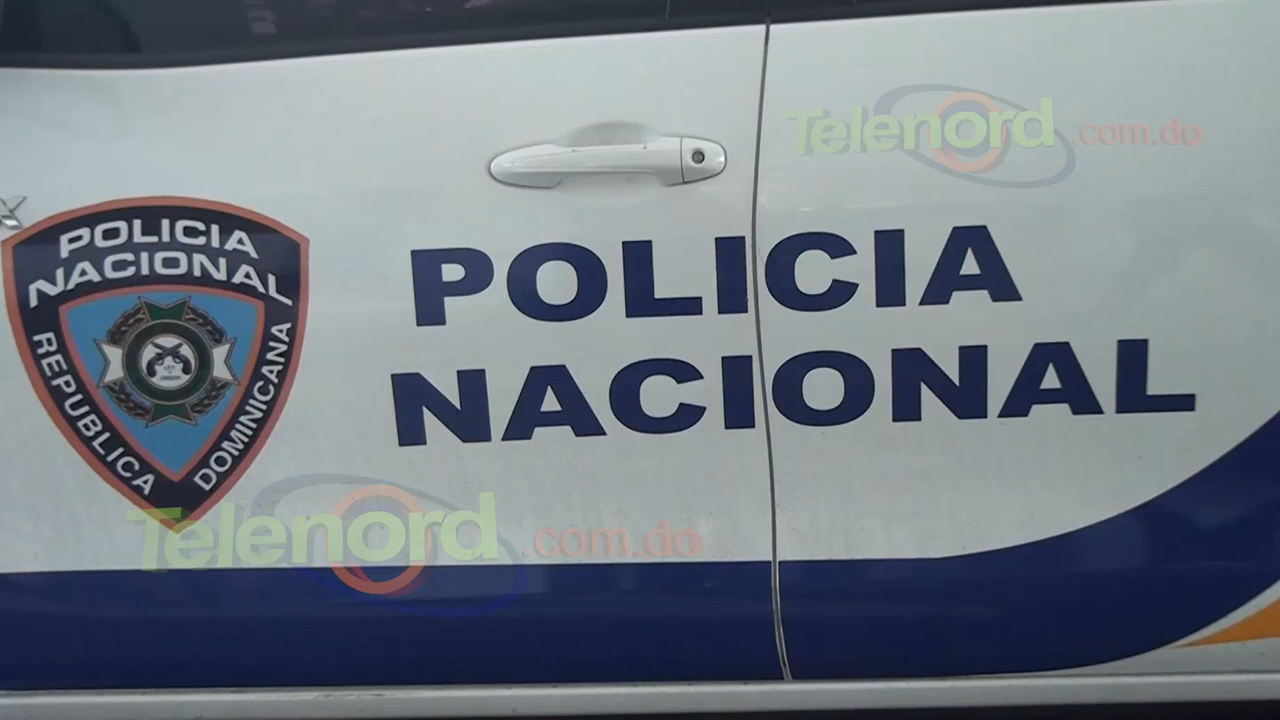 Telenord.com.do
POLICIA
NACIONAL
REPUBLICA
DOMINICANA
POLICIA
NACIONAL
Telenord.com.do